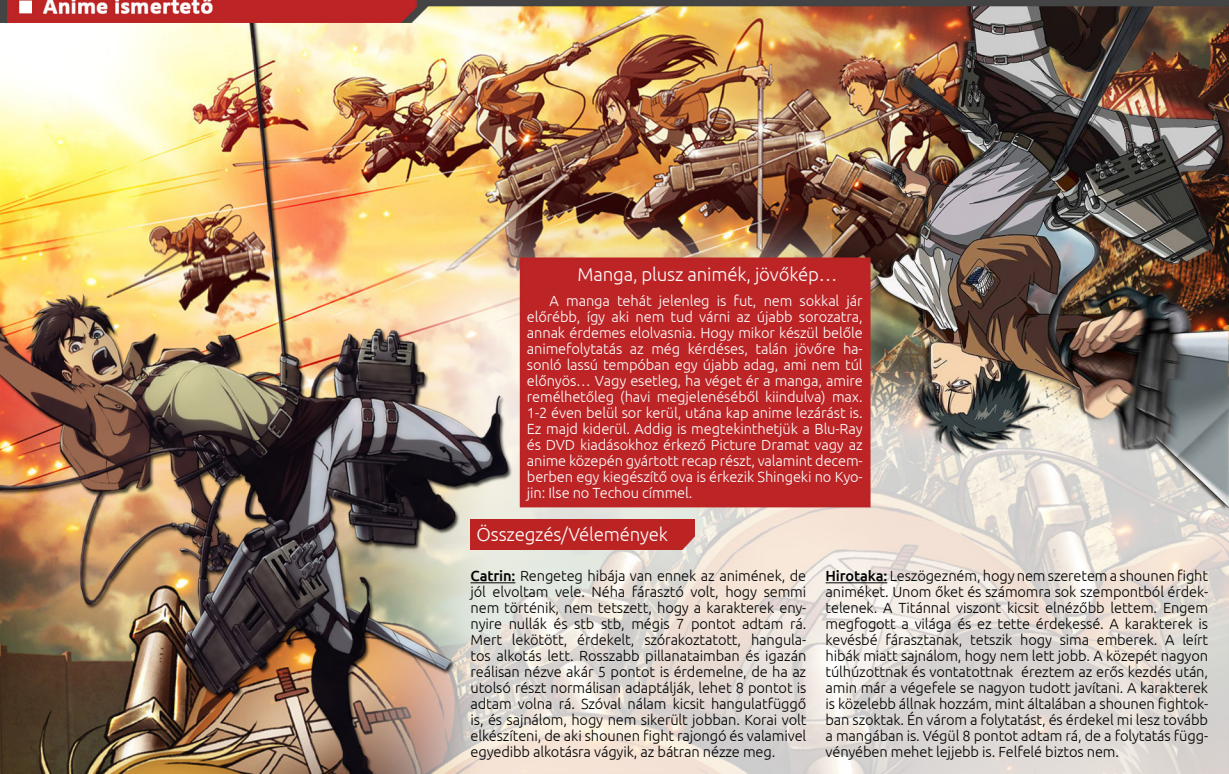 ■ Anime ismertető
Manga, plusz animék, jövőkép…
A manga tehát jelenleg is fut, nem sokkal jár
előrébb, így aki nem tud várni az újabb sorozatra,
annak érdemes elolvasnia. Hogy mikor készül belőle
animefolytatás az még kérdéses, talán jövőre ha-
sonló lassú tempóban egy újabb adag, ami nem túl
előnyös… Vagy esetleg, ha véget ér a manga, amire
remélhetőleg (havi megjelenéséből kiindulva) max.
1-2 éven belül sor kerül, utána kap anime lezárást is.
Ez majd kiderül. Addig is megtekinthetjük a Blu-Ray
és DVD kiadásokhoz érkező Picture Dramat vagy az
anime közepén gyártott recap részt, valamint decem-
berben egy kiegészítő ova is érkezik Shingeki no Kyo-
jin: Ilse no Techou címmel.
Összegzés/Vélemények
Catrin: Rengeteg hibája van ennek az animének, de
jól elvoltam vele. Néha fárasztó volt, hogy semmi
nem történik, nem tetszett, hogy a karakterek eny-
nyire nullák és stb stb, mégis 7 pontot adtam rá.
Mert lekötött, érdekelt, szórakoztatott, hangula-
tos alkotás lett. Rosszabb pillanataimban és igazán
reálisan nézve akár 5 pontot is érdemelne, de ha az
utolsó részt normálisan adaptálják, lehet 8 pontot is
adtam volna rá. Szóval nálam kicsit hangulatfüggő
is, és sajnálom, hogy nem sikerült jobban. Korai volt
elkészíteni, de aki shounen fight rajongó és valamivel
egyedibb alkotásra vágyik, az bátran nézze meg.
Hirotaka: Leszögezném, hogy nem szeretem a shounen fight
animéket. Unom őket és számomra sok szempontból érdek-
telenek. A Titánnal viszont kicsit elnézőbb lettem. Engem
megfogott a világa és ez tette érdekessé. A karakterek is
kevésbé fárasztanak, tetszik hogy sima emberek. A leírt
hibák miatt sajnálom, hogy nem lett jobb. A közepét nagyon
túlhúzottnak és vontatottnak éreztem az erős kezdés után,
amin már a végefele se nagyon tudott javítani. A karakterek
is közelebb állnak hozzám, mint általában a shounen fightok-
ban szoktak. Én várom a folytatást, és érdekel mi lesz tovább
a mangában is. Végül 8 pontot adtam rá, de a folytatás függ-
vényében mehet lejjebb is. Felfelé biztos nem.